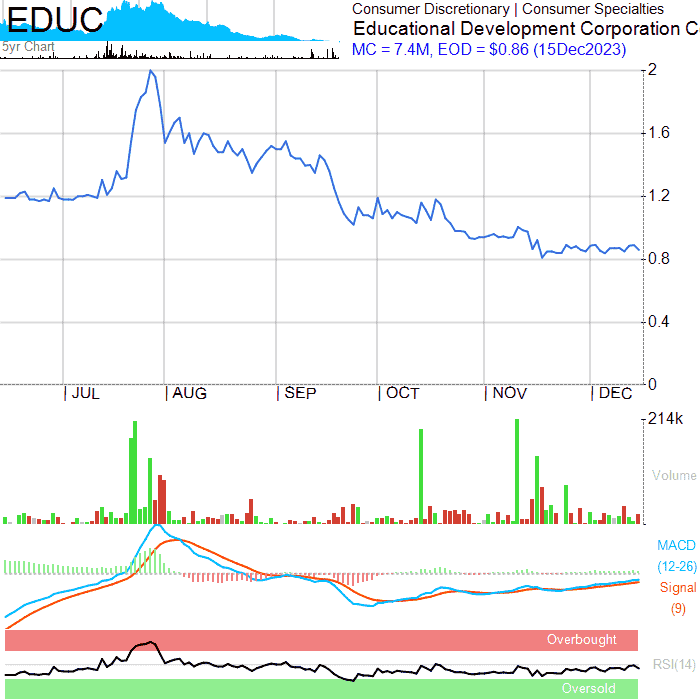 EDUC
5yr Chart
Consumer Discretionary | Consumer Specialties
Educational Development Corporation C
MC = 7.4M, EOD = $0.86 (15Dec2023)
2
1.6
1.2
0.8
0.4
0
JUL AUG SEP OCT NOV DEC
214k
Volume
MACD
(12-26)
Signal
(9)
Overbought
RSI(14)
Oversold